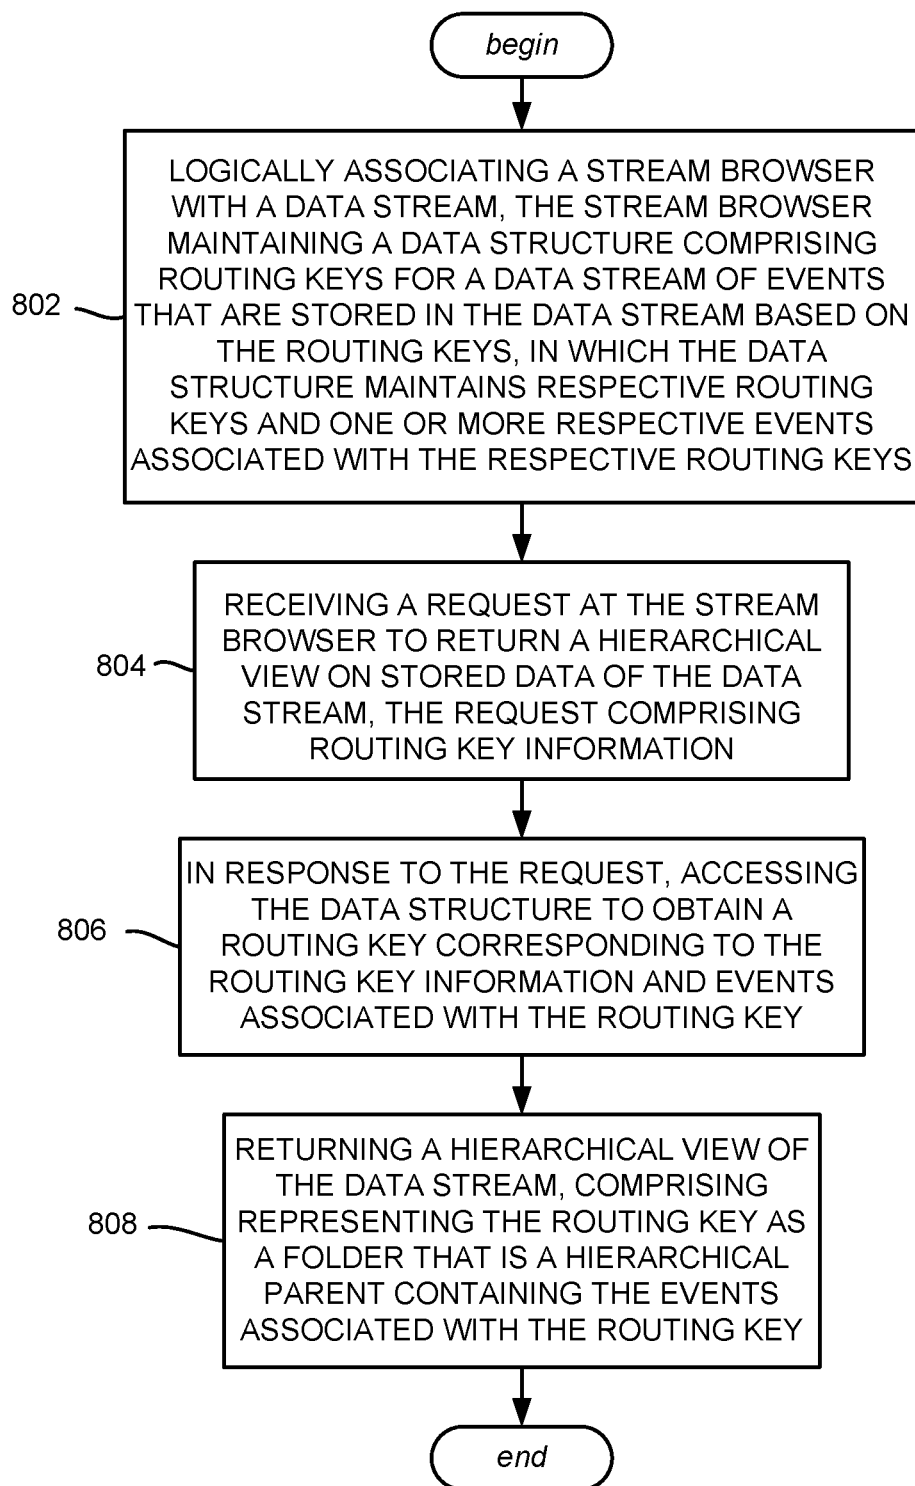 begin
LOGICALLY ASSOCIATING A STREAM BROWSER
WITH A DATA STREAM, THE STREAM BROWSER
MAINTAINING A DATA STRUCTURE COMPRISING
ROUTING KEYS FOR A DATA STREAM OF EVENTS
THAT ARE STORED IN THE DATA STREAM BASED ON
THE ROUTING KEYS, IN WHICH THE DATA
STRUCTURE MAINTAINS RESPECTIVE ROUTING
KEYS AND ONE OR MORE RESPECTIVE EVENTS
ASSOCIATED WITH THE RESPECTIVE ROUTING KEYS
802
RECEIVING A REQUEST AT THE STREAM
BROWSER TO RETURN A HIERARCHICAL
VIEW ON STORED DATA OF THE DATA
STREAM, THE REQUEST COMPRISING
ROUTING KEY INFORMATION
804
IN RESPONSE TO THE REQUEST, ACCESSING
THE DATA STRUCTURE TO OBTAIN A
ROUTING KEY CORRESPONDING TO THE
ROUTING KEY INFORMATION AND EVENTS
ASSOCIATED WITH THE ROUTING KEY
806
RETURNING A HIERARCHICAL VIEW OF
THE DATA STREAM, COMPRISING
REPRESENTING THE ROUTING KEY AS
A FOLDER THAT IS A HIERARCHICAL
PARENT CONTAINING THE EVENTS
ASSOCIATED WITH THE ROUTING KEY
808
end